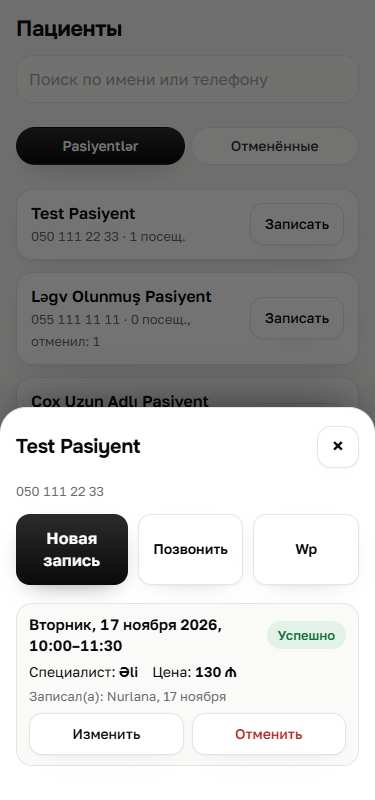 Пациенты
Поиск по имени или телефону
Pasiyentlər
Отменённые
Test Pasiyent
050 111 22 33 · 1 посещ.
Записать
Ləğv Olunmuş Pasiyent
055 111 11 11 · 0 посещ.,
отменил: 1
Записать
Çox Uzun Adlı Pasiyent
Test Pasiyent
×
050 111 22 33
Новая
запись
Позвонить
Wp
Вторник, 17 ноября 2026,
10:00–11:30
Успешно
Специалист: Əli Цена: 130 ₼
Записал(а): Nurlana, 17 ноября
Изменить
Отменить